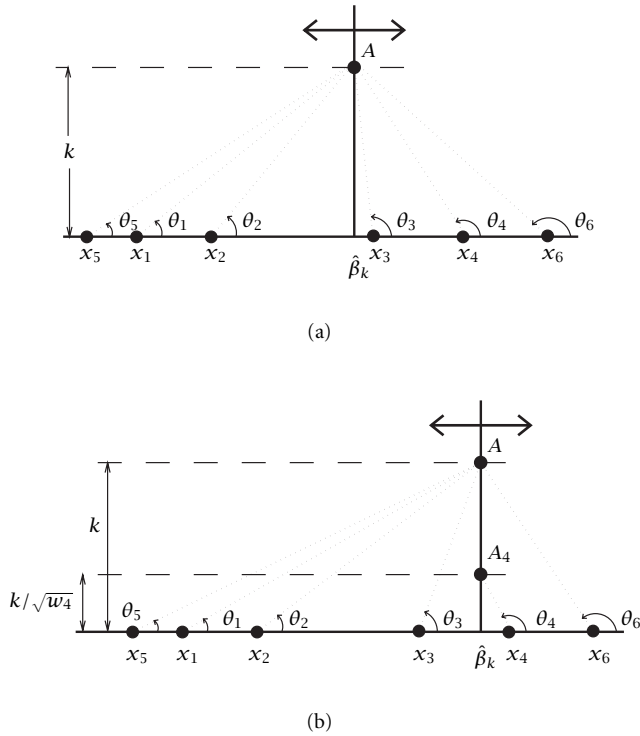 A
k
θ₅ θ₁ θ₂ θ₃ θ₄ θ₆
x₅ x₁ x₂ β̂ₖ x₃ x₄ x₆
(a)
A
k
A₄
k/√w₄
θ₅ θ₁ θ₂ θ₃ θ₄ θ₆
x₅ x₁ x₂ x₃ β̂ₖ x₄ x₆
(b)